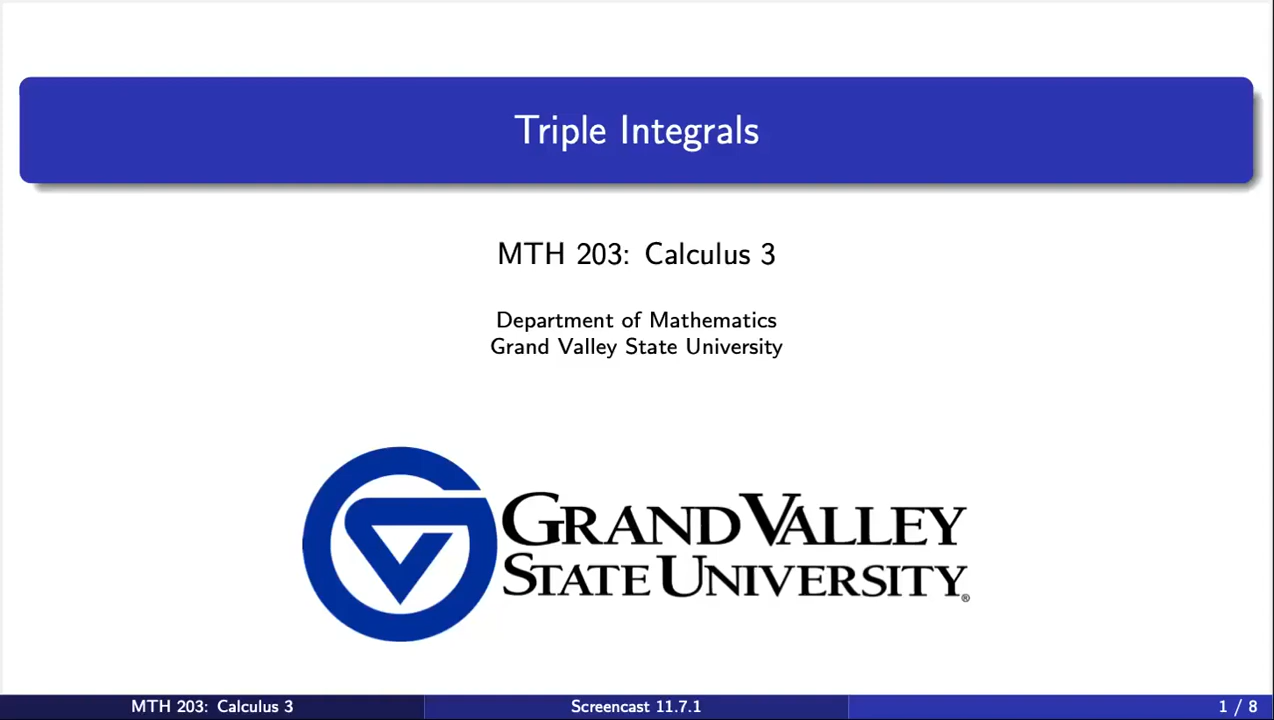 Triple Integrals
MTH 203: Calculus 3
Department of Mathematics
Grand Valley State University
GRAND VALLEY
STATE UNIVERSITY®
MTH 203: Calculus 3
Screencast 11.7.1
1 / 8